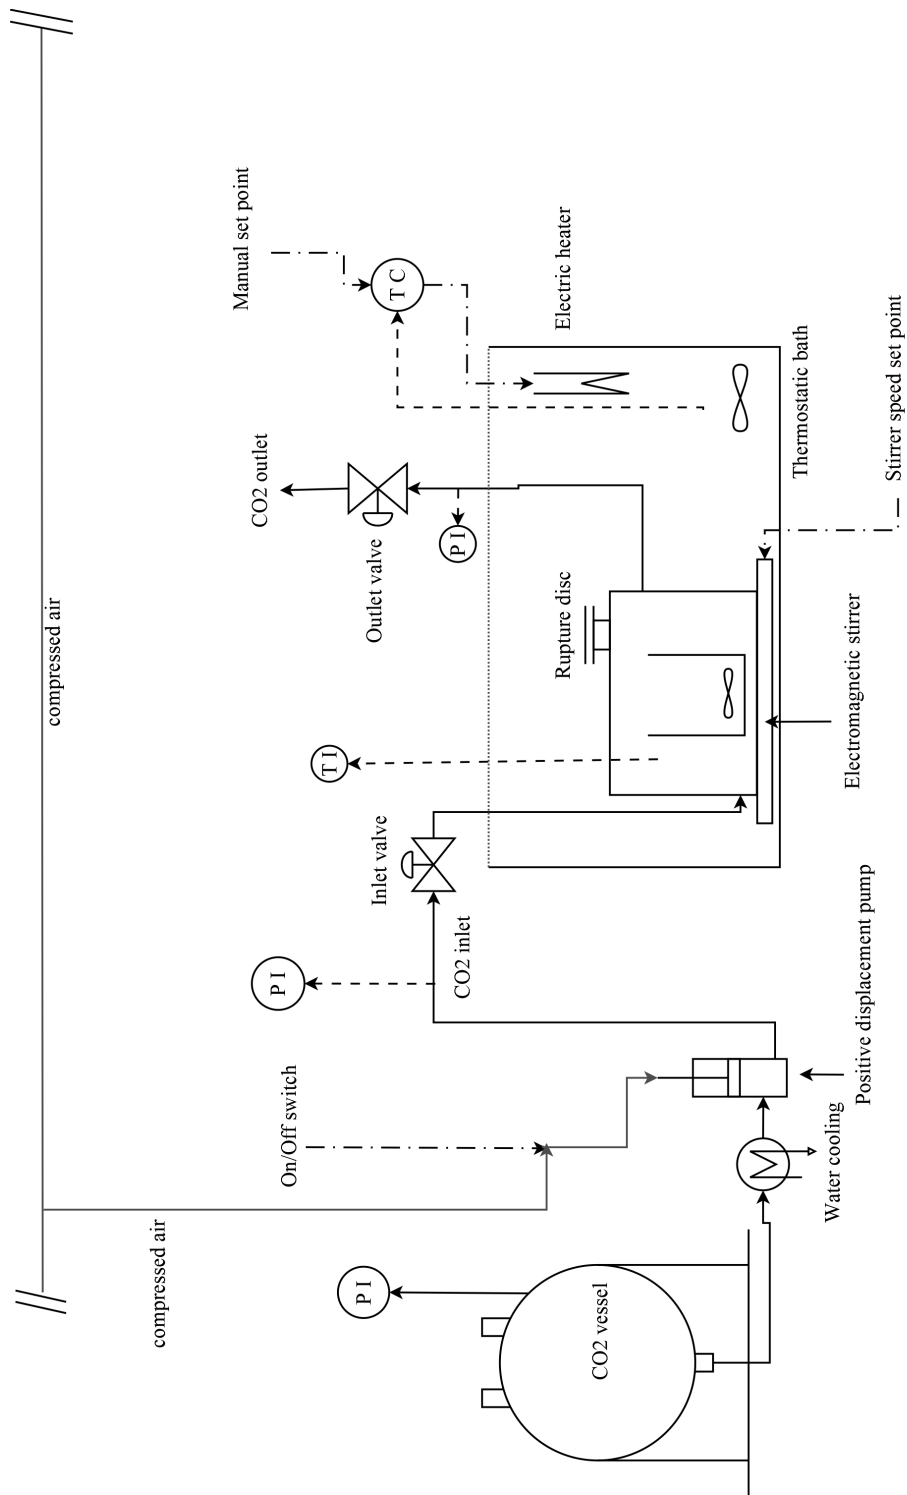 compressed air
compressed air
On/Off switch
P I
P I
CO2 vessel
Water cooling
Positive displacement pump
CO2 inlet
Inlet valve
T I
Rupture disc
Electromagnetic stirrer
Outlet valve
P I
CO2 outlet
Manual set point
T C
Electric heater
Thermostatic bath
Stirrer speed set point